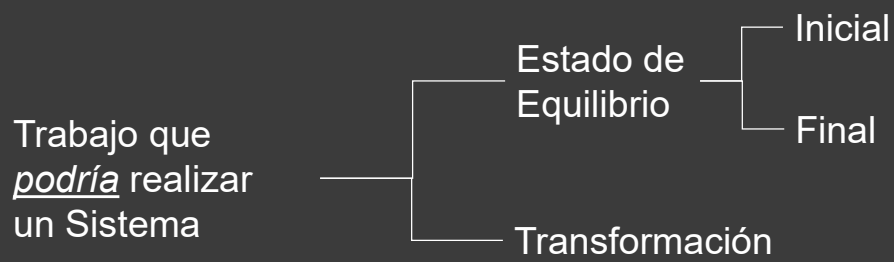 Trabajo que
podría realizar
un Sistema
Estado de
Equilibrio
Inicial
Final
Transformación